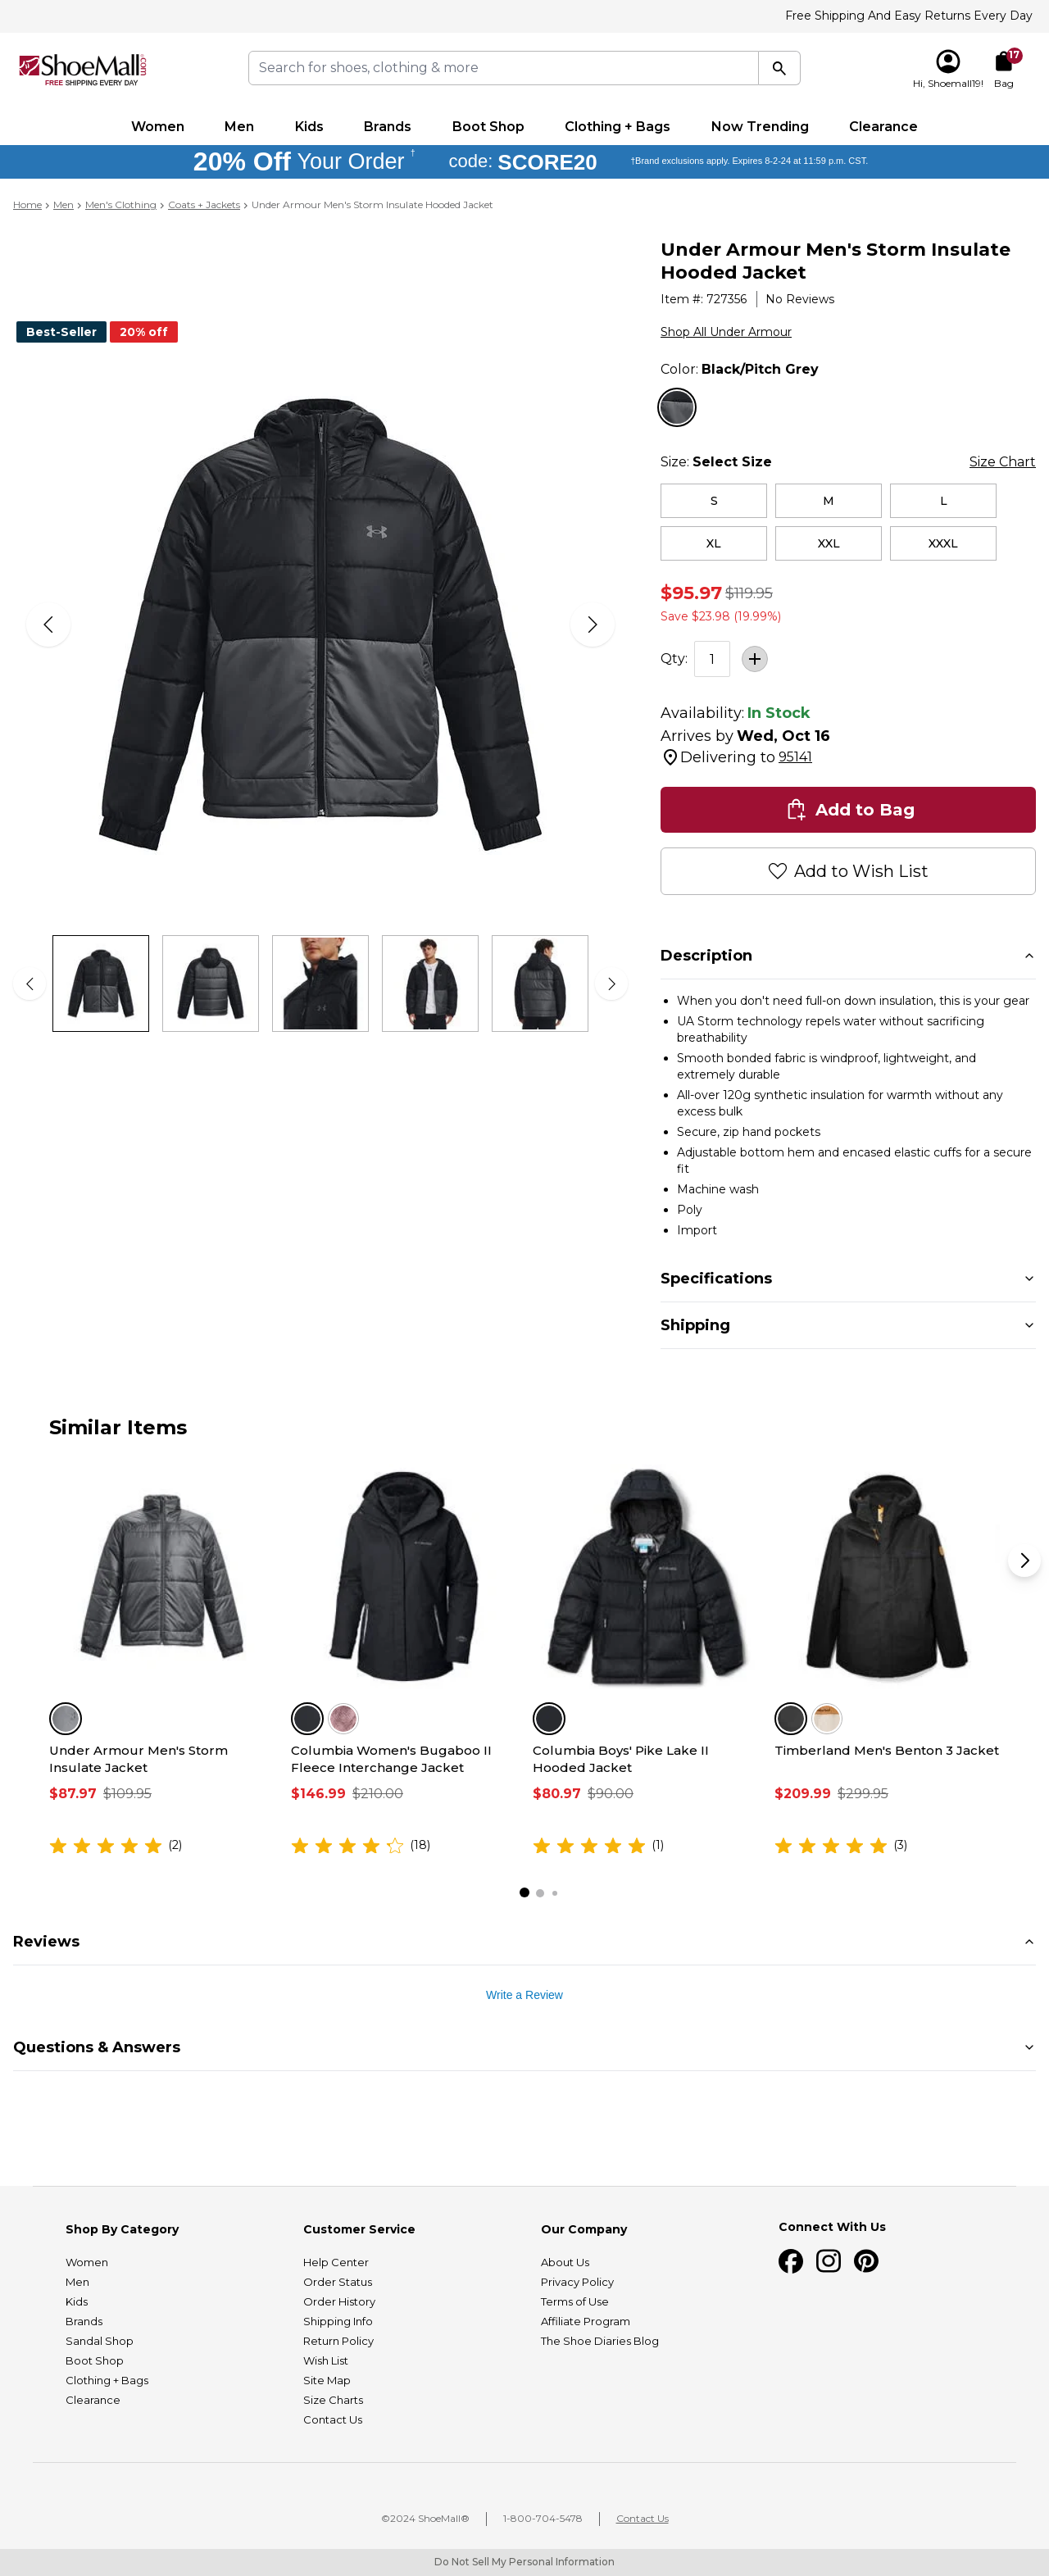 Free Shipping And Easy Returns Every Day
ShoeMall.com
FREE SHIPPING EVERY DAY
Search for shoes, clothing & more
Hi, Shoemall19!
17
Bag
Women
Men
Kids
Brands
Boot Shop
Clothing + Bags
Now Trending
Clearance
20% Off Your Order † code: SCORE20 †Brand exclusions apply. Expires 8-2-24 at 11:59 p.m. CST.
Home > Men > Men's Clothing > Coats + Jackets > Under Armour Men's Storm Insulate Hooded Jacket
Best-Seller
20% off
Under Armour Men's Storm Insulate
Hooded Jacket
Item #: 727356 | No Reviews
Shop All Under Armour
Color: Black/Pitch Grey
Size: Select Size
Size Chart
S
M
L
XL
XXL
XXXL
$95.97 $119.95
Save $23.98 (19.99%)
Qty: 1
Availability: In Stock
Arrives by Wed, Oct 16
Delivering to 95141
Add to Bag
Add to Wish List
Description
• When you don't need full-on down insulation, this is your gear
• UA Storm technology repels water without sacrificing
breathability
• Smooth bonded fabric is windproof, lightweight, and
extremely durable
• All-over 120g synthetic insulation for warmth without any
excess bulk
• Secure, zip hand pockets
• Adjustable bottom hem and encased elastic cuffs for a secure
fit
• Machine wash
• Poly
• Import
Specifications
Shipping
Similar Items
Under Armour Men's Storm
Insulate Jacket
$87.97 $109.95
(2)
Columbia Women's Bugaboo II
Fleece Interchange Jacket
$146.99 $210.00
(18)
Columbia Boys' Pike Lake II
Hooded Jacket
$80.97 $90.00
(1)
Timberland Men's Benton 3 Jacket
$209.99 $299.95
(3)
Reviews
Write a Review
Questions & Answers
Shop By Category
Women
Men
Kids
Brands
Sandal Shop
Boot Shop
Clothing + Bags
Clearance
Customer Service
Help Center
Order Status
Order History
Shipping Info
Return Policy
Wish List
Site Map
Size Charts
Contact Us
Our Company
About Us
Privacy Policy
Terms of Use
Affiliate Program
The Shoe Diaries Blog
Connect With Us
©2024 ShoeMall® | 1-800-704-5478 | Contact Us
Do Not Sell My Personal Information